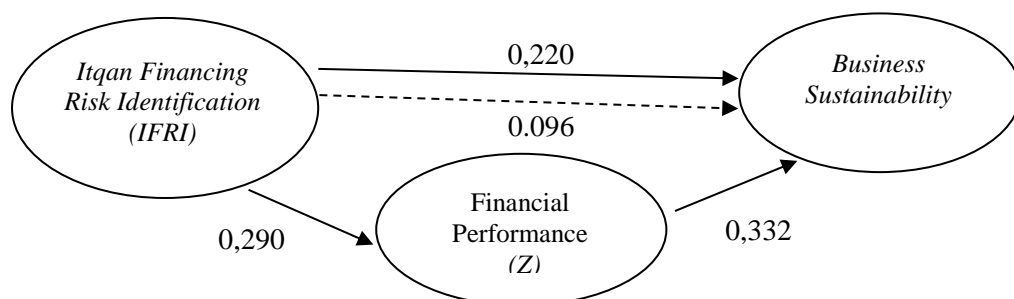 Itqan Financing
Risk Identification
(IFRI)
0,220
0.096
Business
Sustainability
0,290
Financial
Performance
(Z)
0,332